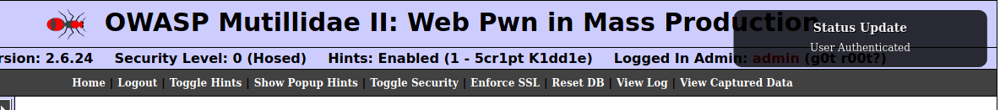 OWASP Mutillidae II: Web Pwn in Mass Production
Status Update
User Authenticated
rsion: 2.6.24 Security Level: 0 (Hosed) Hints: Enabled (1 - 5cr1pt K1dd1e) Logged In Admin: admin (g0t r00t?)
Home | Logout | Toggle Hints | Show Popup Hints | Toggle Security | Enforce SSL | Reset DB | View Log | View Captured Data